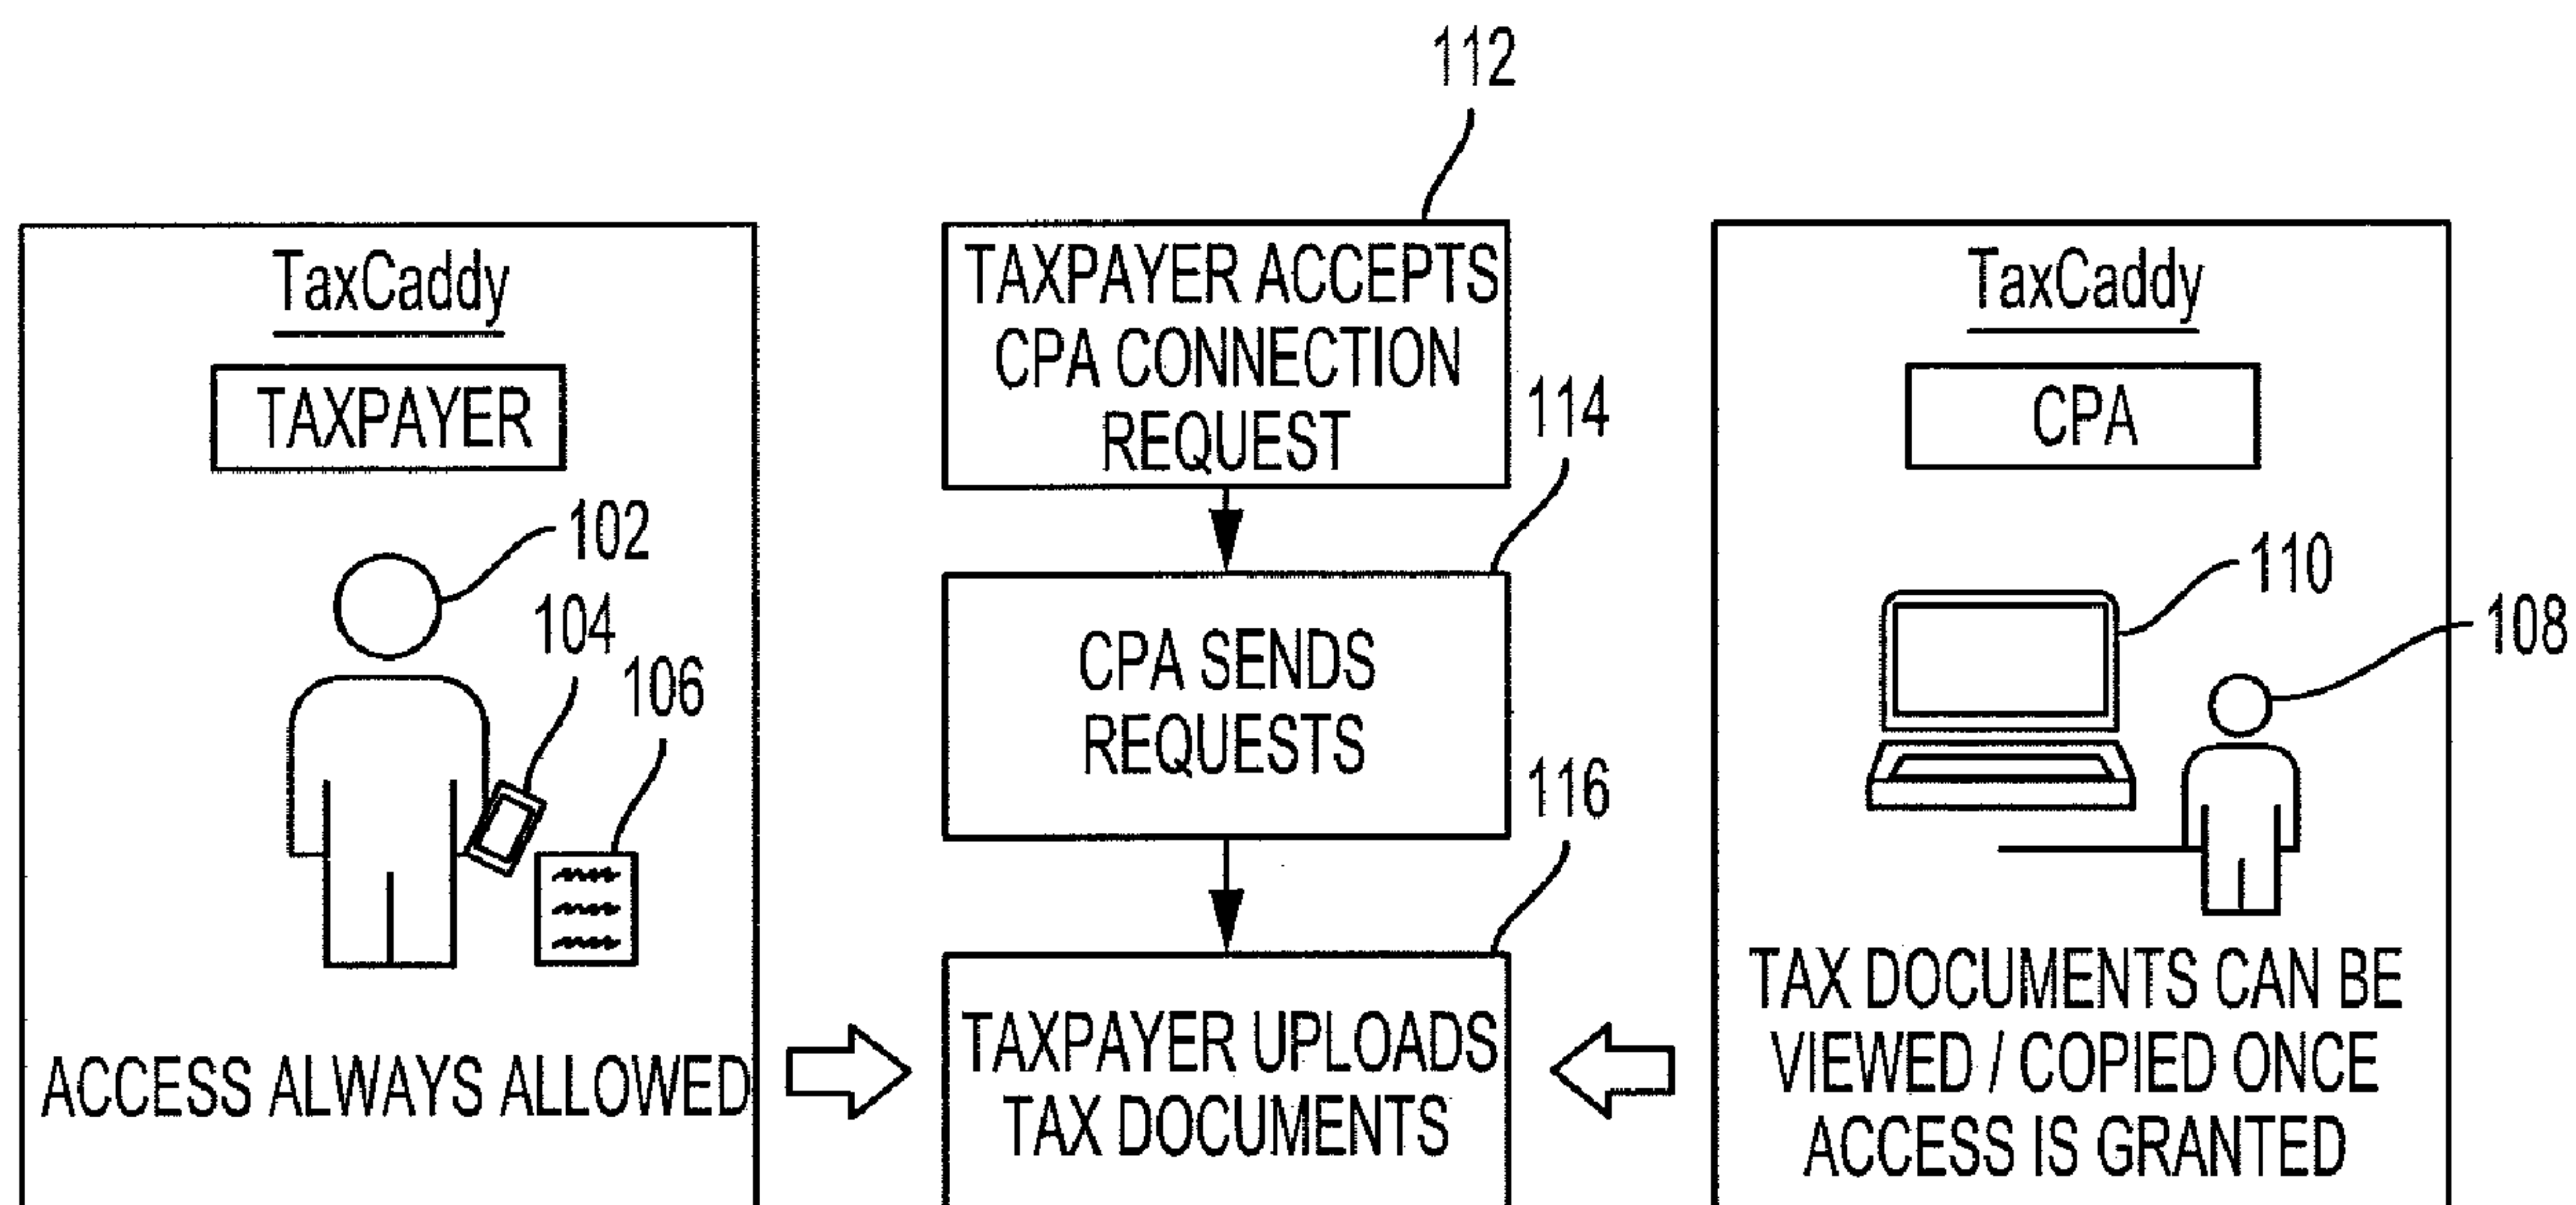 112
TaxCaddy
TAXPAYER
102
104
106
ACCESS ALWAYS ALLOWED
TAXPAYER ACCEPTS
CPA CONNECTION
REQUEST
114
CPA SENDS
REQUESTS
116
TAXPAYER UPLOADS
TAX DOCUMENTS
TaxCaddy
CPA
110
108
TAX DOCUMENTS CAN BE
VIEWED / COPIED ONCE
ACCESS IS GRANTED